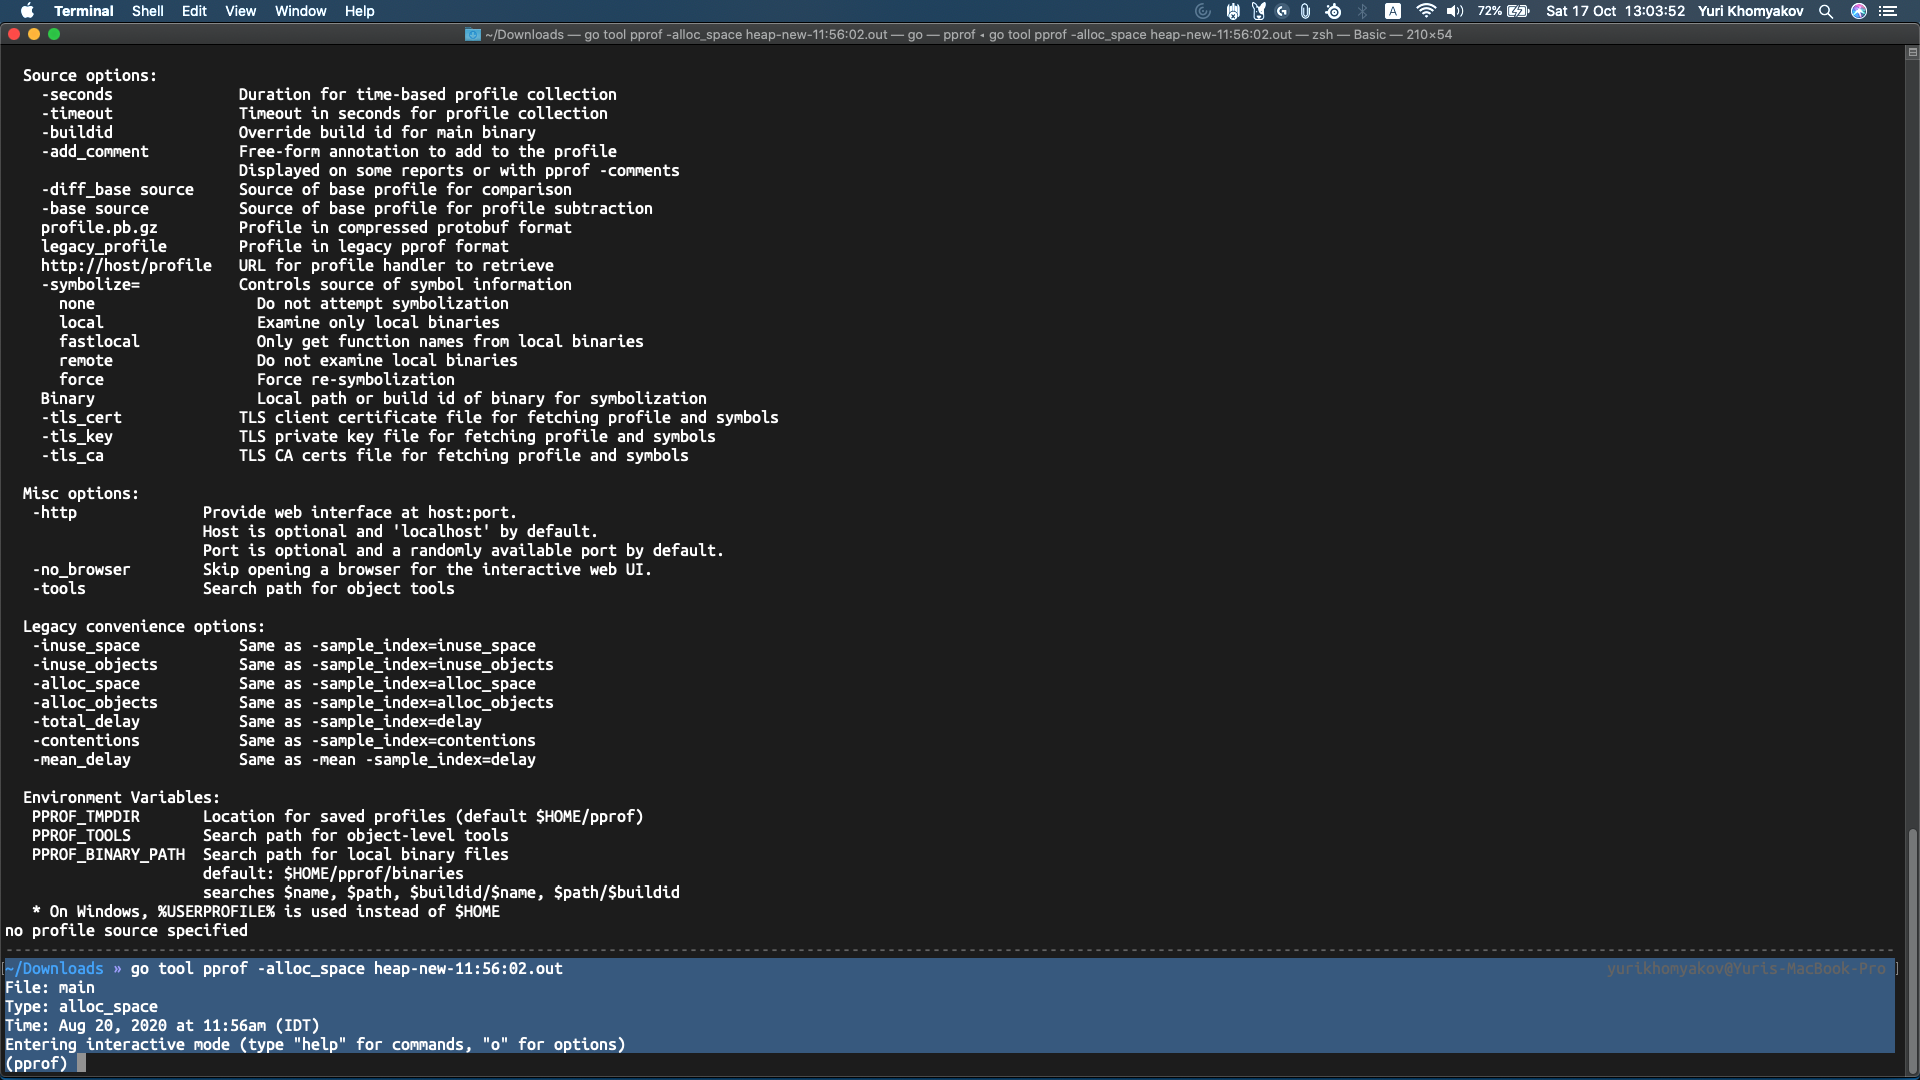 Terminal Shell Edit View Window Help 72% Sat 17 Oct 13:03:52 Yuri Khomyakov
~/Downloads — go tool pprof -alloc_space heap-new-11:56:02.out — go — pprof ◂ go tool pprof -alloc_space heap-new-11:56:02.out — zsh — Basic — 210×54
Source options:
-seconds Duration for time-based profile collection
-timeout Timeout in seconds for profile collection
-buildid Override build id for main binary
-add_comment Free-form annotation to add to the profile
Displayed on some reports or with pprof -comments
-diff_base source Source of base profile for comparison
-base source Source of base profile for profile subtraction
profile.pb.gz Profile in compressed protobuf format
legacy_profile Profile in legacy pprof format
http://host/profile URL for profile handler to retrieve
-symbolize= Controls source of symbol information
none Do not attempt symbolization
local Examine only local binaries
fastlocal Only get function names from local binaries
remote Do not examine local binaries
force Force re-symbolization
Binary Local path or build id of binary for symbolization
-tls_cert TLS client certificate file for fetching profile and symbols
-tls_key TLS private key file for fetching profile and symbols
-tls_ca TLS CA certs file for fetching profile and symbols
Misc options:
-http Provide web interface at host:port.
Host is optional and 'localhost' by default.
Port is optional and a randomly available port by default.
-no_browser Skip opening a browser for the interactive web UI.
-tools Search path for object tools
Legacy convenience options:
-inuse_space Same as -sample_index=inuse_space
-inuse_objects Same as -sample_index=inuse_objects
-alloc_space Same as -sample_index=alloc_space
-alloc_objects Same as -sample_index=alloc_objects
-total_delay Same as -sample_index=delay
-contentions Same as -sample_index=contentions
-mean_delay Same as -mean -sample_index=delay
Environment Variables:
PPROF_TMPDIR Location for saved profiles (default $HOME/pprof)
PPROF_TOOLS Search path for object-level tools
PPROF_BINARY_PATH Search path for local binary files
default: $HOME/pprof/binaries
searches $name, $path, $buildid/$name, $path/$buildid
* On Windows, %USERPROFILE% is used instead of $HOME
no profile source specified
~/Downloads » go tool pprof -alloc_space heap-new-11:56:02.out yurikhomyakov@Yuris-MacBook-Pro
File: main
Type: alloc_space
Time: Aug 20, 2020 at 11:56am (IDT)
Entering interactive mode (type "help" for commands, "o" for options)
(pprof)